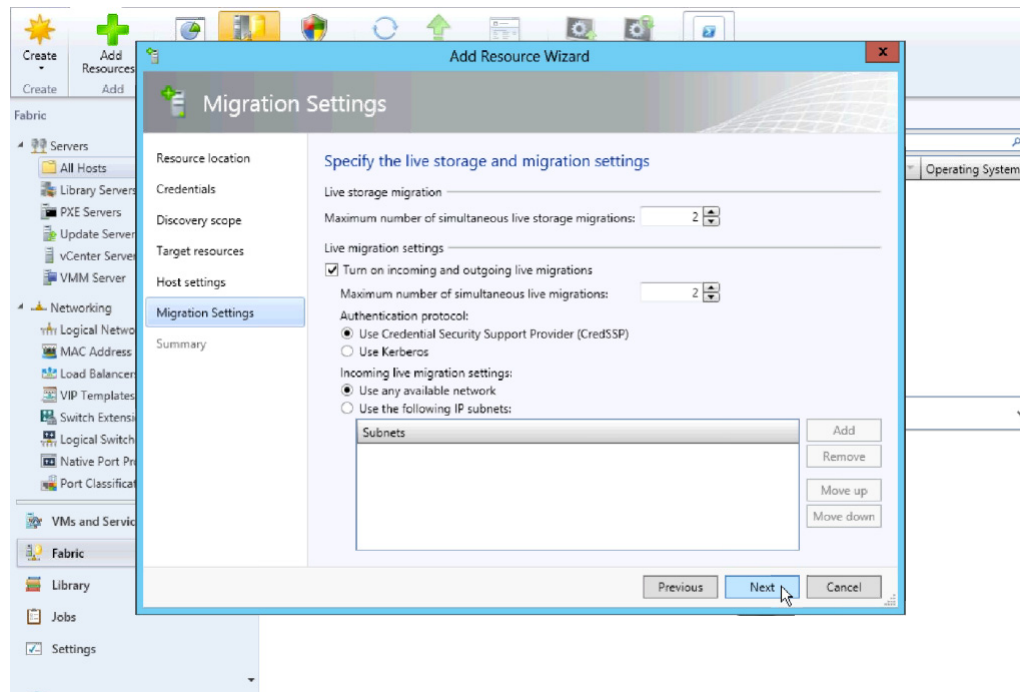 Create
Add
Resources
Create
Add
Fabric
Servers
All Hosts
Library Servers
PXE Servers
Update Server
vCenter Server
VMM Server
Networking
Logical Netwo
MAC Address
Load Balancer
VIP Templates
Switch Extensi
Logical Switch
Native Port Pr
Port Classificat
VMs and Servic
Fabric
Library
Jobs
Settings
Operating System
Add Resource Wizard
x
Migration Settings
Resource location
Credentials
Discovery scope
Target resources
Host settings
Migration Settings
Summary
Specify the live storage and migration settings
Live storage migration
Maximum number of simultaneous live storage migrations: 2
Live migration settings
Turn on incoming and outgoing live migrations
Maximum number of simultaneous live migrations: 2
Authentication protocol:
Use Credential Security Support Provider (CredSSP)
Use Kerberos
Incoming live migration settings:
Use any available network
Use the following IP subnets:
Subnets
Add
Remove
Move up
Move down
Previous Next Cancel